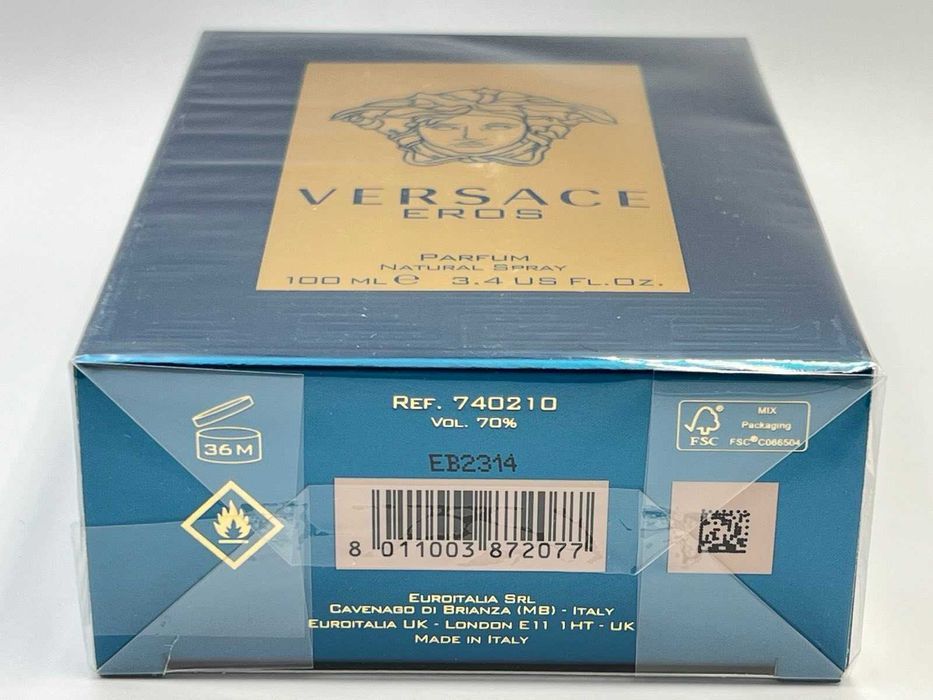 VERSACE
EROS
PARFUM
NATURAL SPRAY
100 ML e 3.4 US FL.OZ.
REF. 740210
VOL. 70%
36M
FSC
MIX
Packaging
FSC® C066504
EB2314
8 011003 872077
EUROITALIA SRL
CAVENAGO DI BRIANZA (MB) - ITALY
EUROITALIA UK - LONDON E11 1HT - UK
MADE IN ITALY